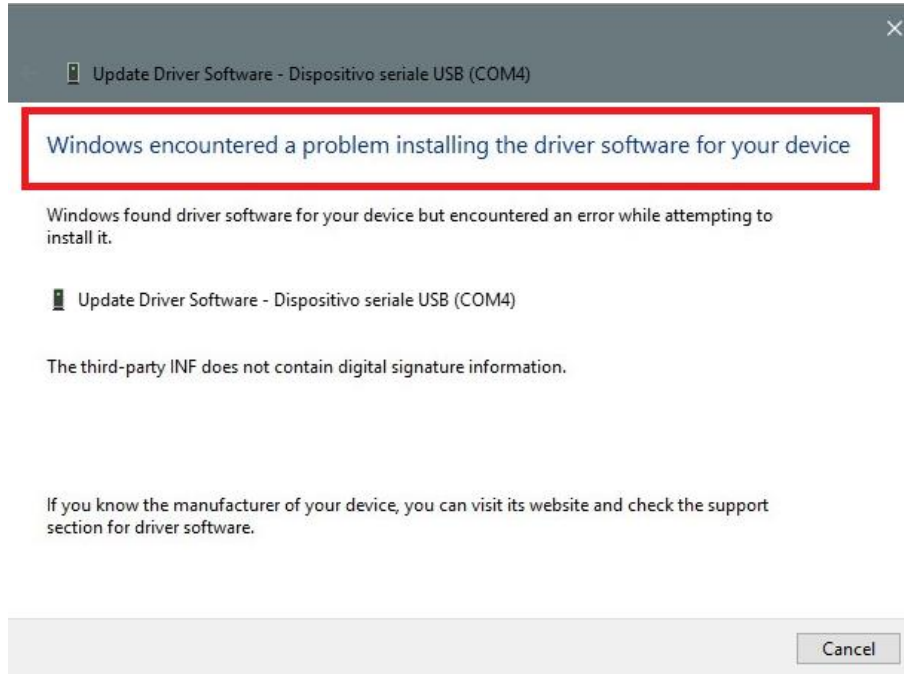 Update Driver Software - Dispositivo seriale USB (COM4)
Windows encountered a problem installing the driver software for your device
Windows found driver software for your device but encountered an error while attempting to
install it.
Update Driver Software - Dispositivo seriale USB (COM4)
The third-party INF does not contain digital signature information.
If you know the manufacturer of your device, you can visit its website and check the support
section for driver software.
Cancel